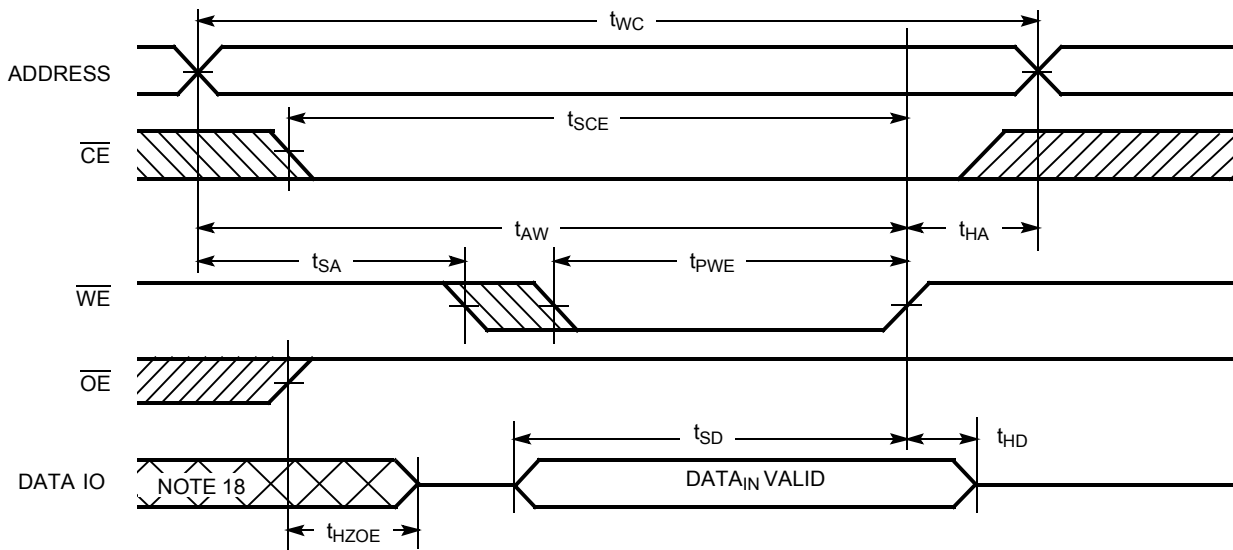 tWC
ADDRESS
tSCE
CE
tAW
tHA
tSA
tPWE
WE
OE
tSD
tHD
DATA IO
NOTE 18
DATAIN VALID
tHZOE